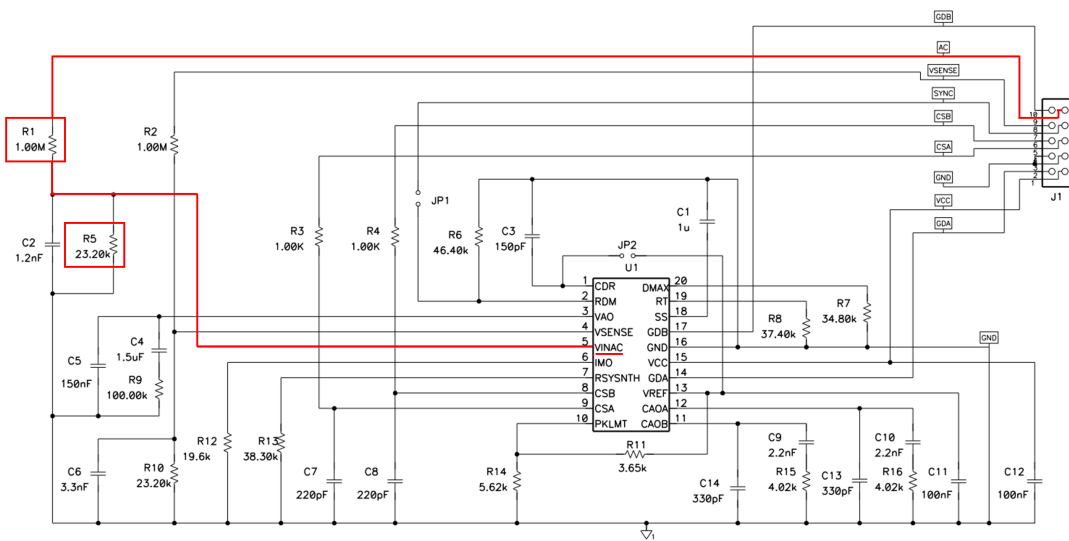 GDB
AC
VSENSE
SYNC
CSB
CSA
GND
VCC
GDA
10
9
8
7
6
5
4
3
2
1
J1
R1
1.00M
R2
1.00M
C2
1.2nF
R5
23.20k
R3
1.00K
R4
1.00K
JP1
R6
46.40k
C3
150pF
C1
1u
JP2
U1
1 CDR DMAX 20
2 RDM RT 19
3 VAO SS 18
4 VSENSE GDB 17
5 VINAC GND 16
6 IMO VCC 15
7 RSYSNTH GDA 14
8 CSB VREF 13
9 CSA CAOA 12
10 PKLMT CAOB 11
R7
34.80k
R8
37.40k
GND
C5
150nF
C4
1.5uF
R9
100.00k
C6
3.3nF
R10
23.20k
R12
19.6k
R13
38.30k
C7
220pF
C8
220pF
R14
5.62k
R11
3.65k
C14
330pF
C9
2.2nF
R15
4.02k
C13
330pF
C10
2.2nF
R16
4.02k
C11
100nF
C12
100nF
1